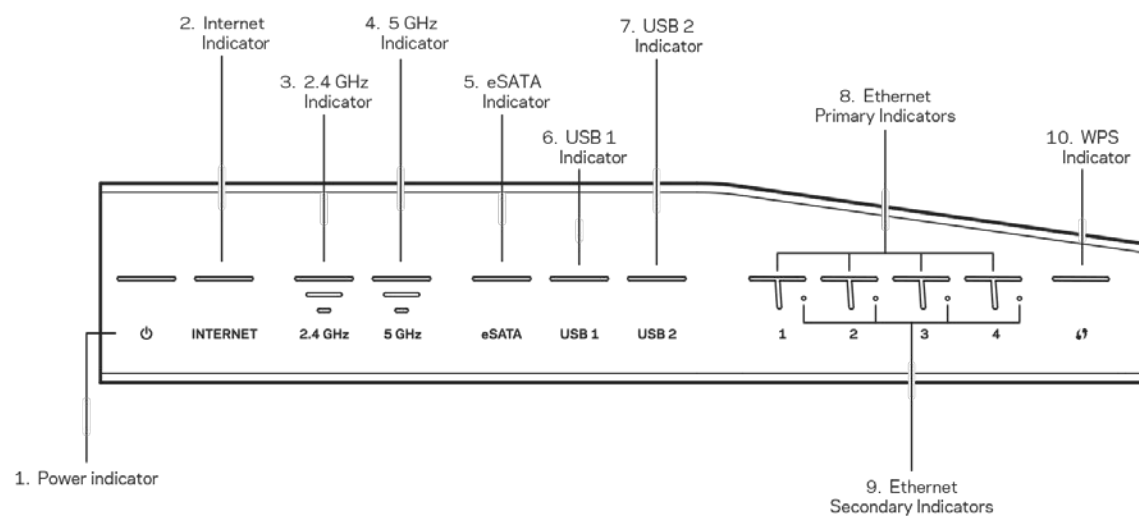 2. Internet
Indicator
4. 5 GHz
Indicator
7. USB 2
Indicator
3. 2.4 GHz
Indicator
5. eSATA
Indicator
8. Ethernet
Primary Indicators
6. USB 1
Indicator
10. WPS
Indicator
INTERNET
2.4 GHz
5 GHz
eSATA
USB 1
USB 2
1
2
3
4
1. Power indicator
9. Ethernet
Secondary Indicators